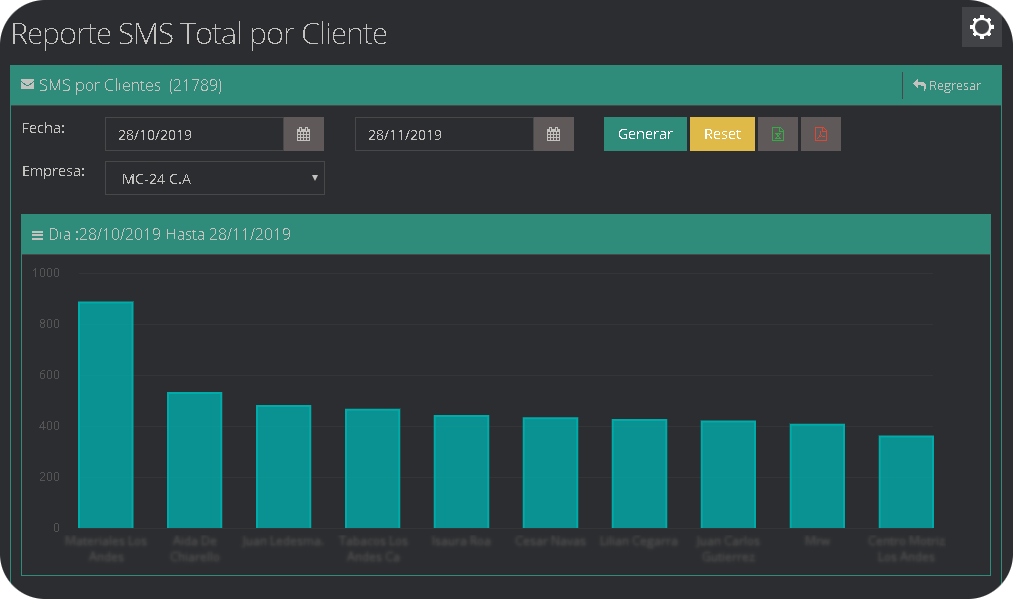 Reporte SMS Total por Cliente
SMS por Clientes (21789)
Regresar
Fecha:
28/10/2019
28/11/2019
Generar
Reset
Empresa:
MC-24 C.A
Dia :28/10/2019 Hasta 28/11/2019
1000
800
600
400
200
0
Materiales Los
Andes
Aida De
Chiarello
Juan Ledesma.
Tabacos Los
Andes Ca
Isaura Roa
Cesar Navas
Lilian Cegarra
Juan Carlos
Gutierrez
Mrw
Centro Motriz
Los Andes